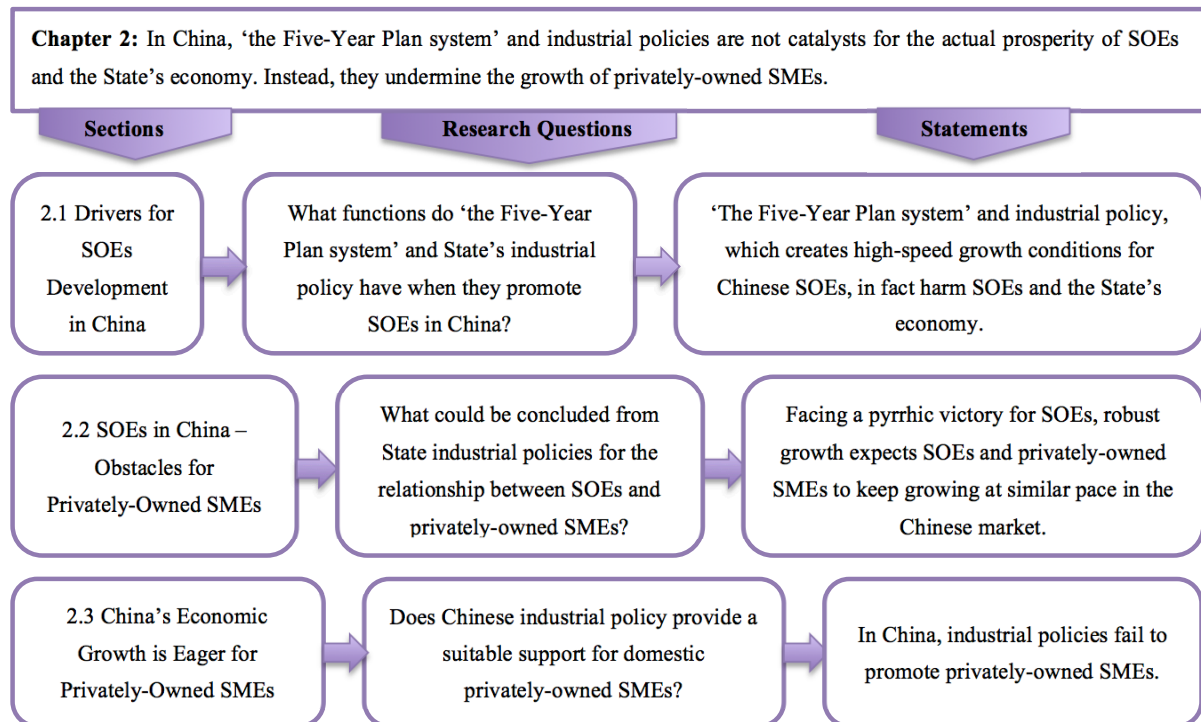 Chapter 2: In China, ‘the Five-Year Plan system’ and industrial policies are not catalysts for the actual prosperity of SOEs
and the State’s economy. Instead, they undermine the growth of privately-owned SMEs.
Sections
Research Questions
Statements
2.1 Drivers for
SOEs
Development
in China
What functions do ‘the Five-Year
Plan system’ and State’s industrial
policy have when they promote
SOEs in China?
‘The Five-Year Plan system’ and industrial policy,
which creates high-speed growth conditions for
Chinese SOEs, in fact harm SOEs and the State’s
economy.
2.2 SOEs in China –
Obstacles for
Privately-Owned SMEs
What could be concluded from
State industrial policies for the
relationship between SOEs and
privately-owned SMEs?
Facing a pyrrhic victory for SOEs, robust
growth expects SOEs and privately-owned
SMEs to keep growing at similar pace in the
Chinese market.
2.3 China’s Economic
Growth is Eager for
Privately-Owned SMEs
Does Chinese industrial policy provide a
suitable support for domestic
privately-owned SMEs?
In China, industrial policies fail to
promote privately-owned SMEs.